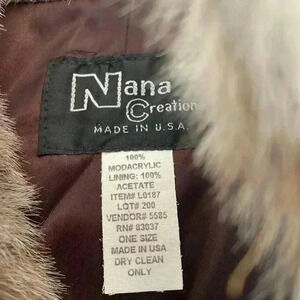 Nana
Creation
MADE IN U.S.A.
100%
MODACRYLIC
LINING: 100%
ACETATE
ITEM# L0187
LOT# 200
VENDOR# 5585
RN# 83037
ONE SIZE
MADE IN USA
DRY CLEAN
ONLY